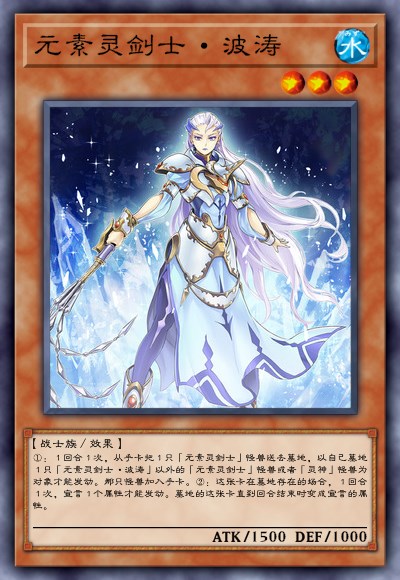 元素灵剑士・波涛
水
【战士族/效果】
①:1回合1次,从手卡把1只「元素灵剑士」怪兽送去墓地,以自己墓地
1只「元素灵剑士・波涛」以外的「元素灵剑士」怪兽或者「灵神」怪兽为
对象才能发动。那只怪兽加入手卡。②:这张卡在墓地存在的场合,1回合
1次,宣言1个属性才能发动。墓地的这张卡直到回合结束时变成宣言的属
性。
ATK/1500 DEF/1000